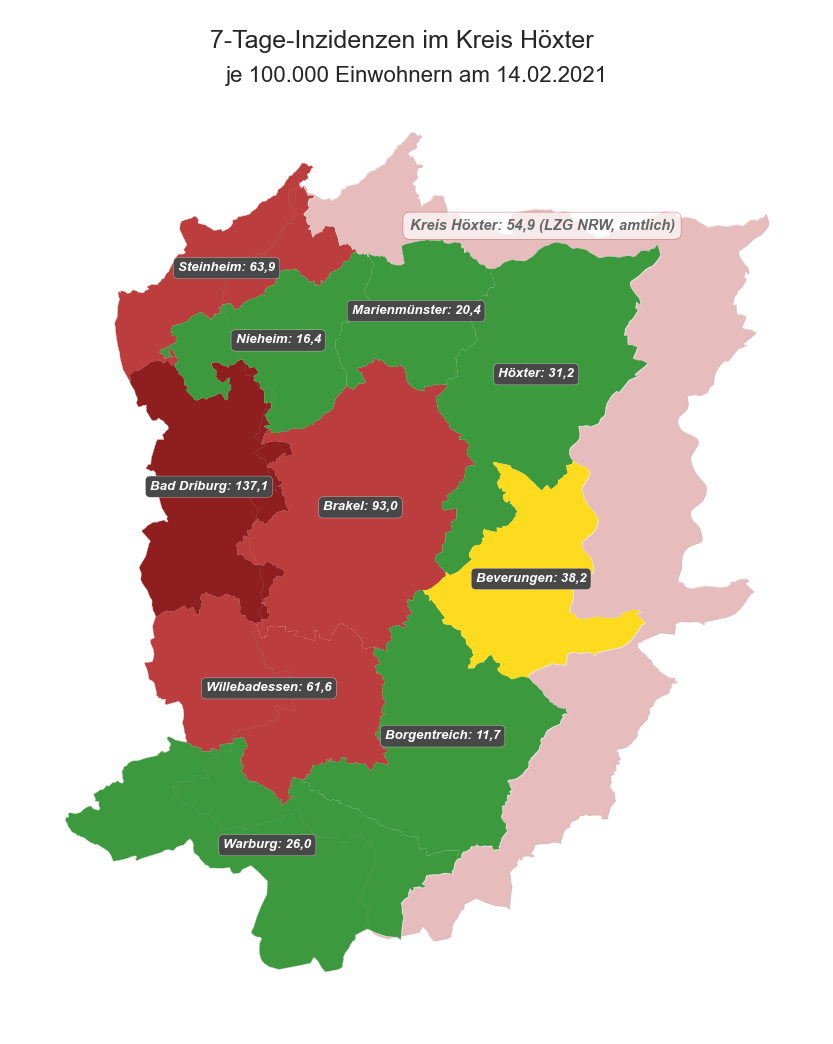 7-Tage-Inzidenzen im Kreis Höxter
je 100.000 Einwohnern am 14.02.2021
Kreis Höxter: 54,9 (LZG NRW, amtlich)
Steinheim: 63,9
Marienmünster: 20,4
Nieheim: 16,4
Höxter: 31,2
Bad Driburg: 137,1
Brakel: 93,0
Beverungen: 38,2
Willebadessen: 61,6
Borgentreich: 11,7
Warburg: 26,0